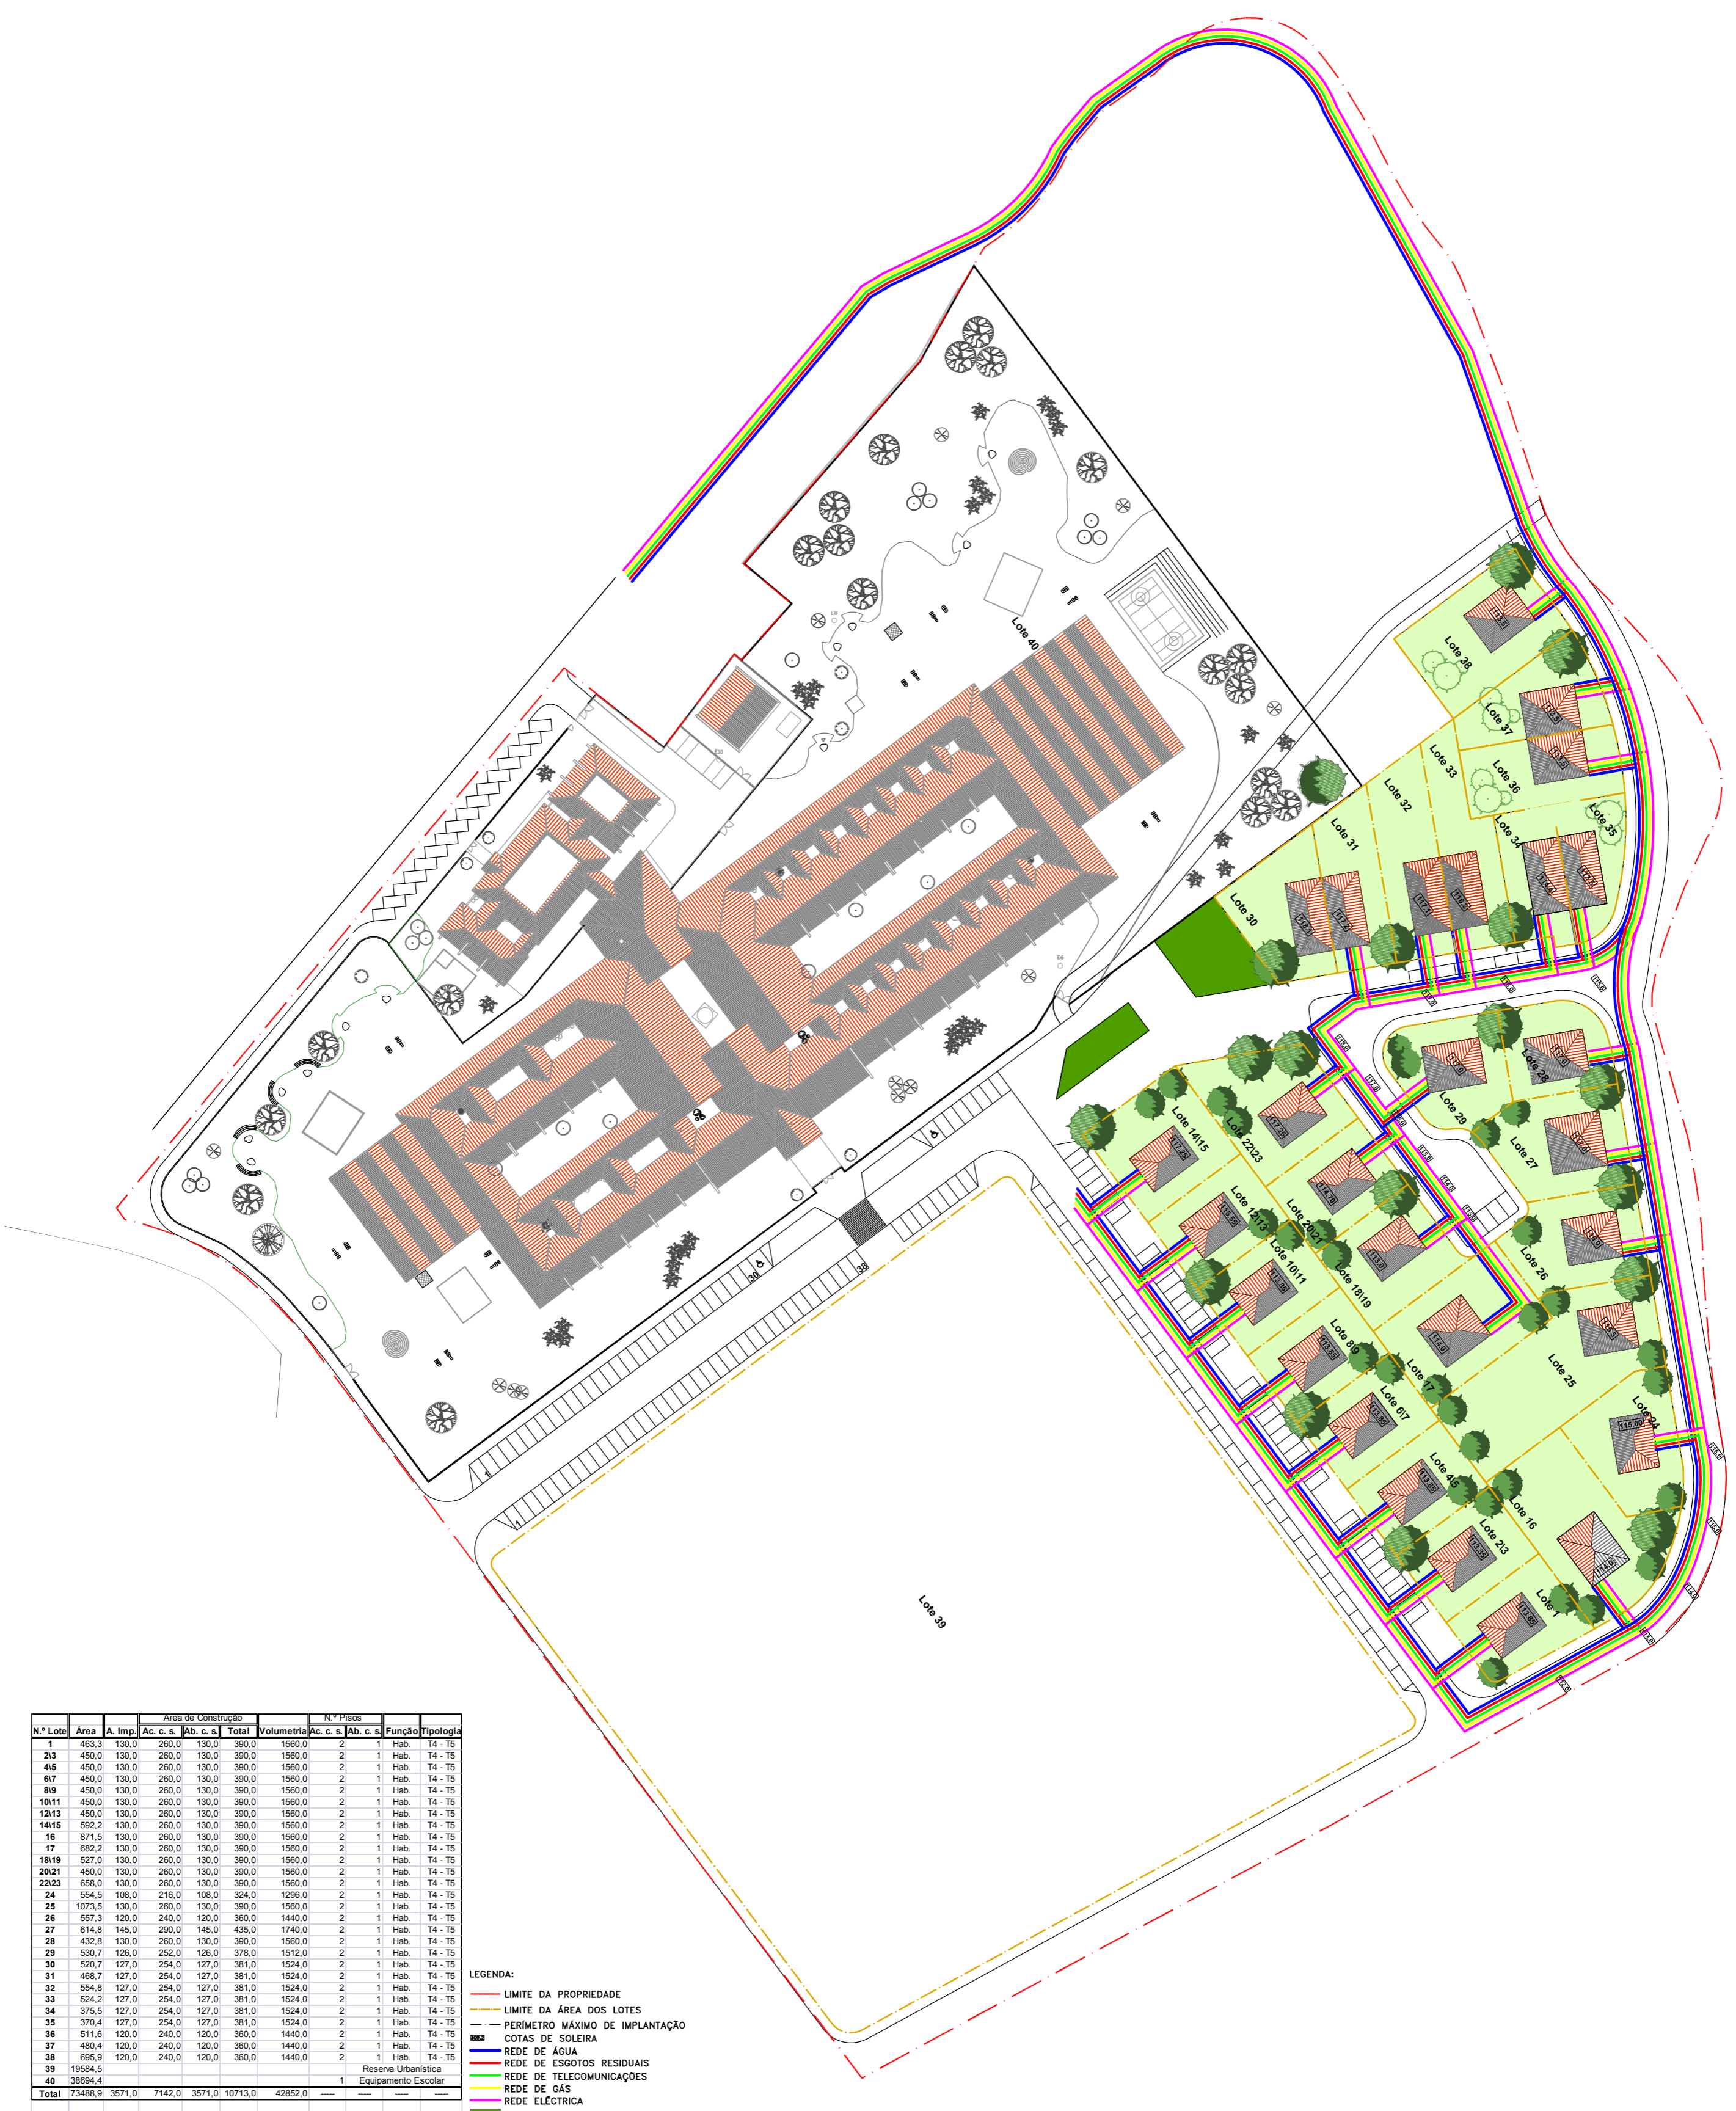 Lote 40
Lote 38
113.5
Lote 37
113.5
113.5
Lote 36
Lote 35
Lote 34
Lote 33
Lote 32
Lote 31
Lote 30
Lote 29
Lote 28
Lote 27
Lote 26
Lote 25
Lote 24
115.00
Lote 14\15
117.25
Lote 22\23
117.25
Lote 12\13
Lote 20\21
114.70
Lote 10\11
113.85
Lote 18\19
Lote 8\9
113.85
Lote 17
114.0
Lote 6\7
113.85
Lote 4\5
113.85
Lote 16
Lote 2\3
113.85
Lote 1
113.85
Lote 39
30
38
1
1
Área de Construção N.º Pisos
N.º Lote Área A. Imp. Ac. c. s. Ab. c. s. Total Volumetria Ac. c. s. Ab. c. s. Função Tipologia
1 463,3 130,0 260,0 130,0 390,0 1560,0 2 1 Hab. T4 - T5
2\3 450,0 130,0 260,0 130,0 390,0 1560,0 2 1 Hab. T4 - T5
4\5 450,0 130,0 260,0 130,0 390,0 1560,0 2 1 Hab. T4 - T5
6\7 450,0 130,0 260,0 130,0 390,0 1560,0 2 1 Hab. T4 - T5
8\9 450,0 130,0 260,0 130,0 390,0 1560,0 2 1 Hab. T4 - T5
10\11 450,0 130,0 260,0 130,0 390,0 1560,0 2 1 Hab. T4 - T5
12\13 450,0 130,0 260,0 130,0 390,0 1560,0 2 1 Hab. T4 - T5
14\15 592,2 130,0 260,0 130,0 390,0 1560,0 2 1 Hab. T4 - T5
16 871,5 130,0 260,0 130,0 390,0 1560,0 2 1 Hab. T4 - T5
17 682,2 130,0 260,0 130,0 390,0 1560,0 2 1 Hab. T4 - T5
18\19 527,0 130,0 260,0 130,0 390,0 1560,0 2 1 Hab. T4 - T5
20\21 450,0 130,0 260,0 130,0 390,0 1560,0 2 1 Hab. T4 - T5
22\23 658,0 130,0 260,0 130,0 390,0 1560,0 2 1 Hab. T4 - T5
24 554,5 108,0 216,0 108,0 324,0 1296,0 2 1 Hab. T4 - T5
25 1073,5 130,0 260,0 130,0 390,0 1560,0 2 1 Hab. T4 - T5
26 557,3 120,0 240,0 120,0 360,0 1440,0 2 1 Hab. T4 - T5
27 614,8 145,0 290,0 145,0 435,0 1740,0 2 1 Hab. T4 - T5
28 432,8 130,0 260,0 130,0 390,0 1560,0 2 1 Hab. T4 - T5
29 530,7 126,0 252,0 126,0 378,0 1512,0 2 1 Hab. T4 - T5
30 520,7 127,0 254,0 127,0 381,0 1524,0 2 1 Hab. T4 - T5
31 468,7 127,0 254,0 127,0 381,0 1524,0 2 1 Hab. T4 - T5
32 554,8 127,0 254,0 127,0 381,0 1524,0 2 1 Hab. T4 - T5
33 524,2 127,0 254,0 127,0 381,0 1524,0 2 1 Hab. T4 - T5
34 375,5 127,0 254,0 127,0 381,0 1524,0 2 1 Hab. T4 - T5
35 370,4 127,0 254,0 127,0 381,0 1524,0 2 1 Hab. T4 - T5
36 511,6 120,0 240,0 120,0 360,0 1440,0 2 1 Hab. T4 - T5
37 480,4 120,0 240,0 120,0 360,0 1440,0 2 1 Hab. T4 - T5
38 695,9 120,0 240,0 120,0 360,0 1440,0 2 1 Hab. T4 - T5
39 19584,5 Reserva Urbanística
40 38694,4 1 Equipamento Escolar
Total 73488,9 3571,0 7142,0 3571,0 10713,0 42852,0 ----- ----- ----- -----
LEGENDA:
LIMITE DA PROPRIEDADE
LIMITE DA ÁREA DOS LOTES
PERÍMETRO MÁXIMO DE IMPLANTAÇÃO
COTAS DE SOLEIRA
REDE DE ÁGUA
REDE DE ESGOTOS RESIDUAIS
REDE DE TELECOMUNICAÇÕES
REDE DE GÁS
REDE ELÉCTRICA